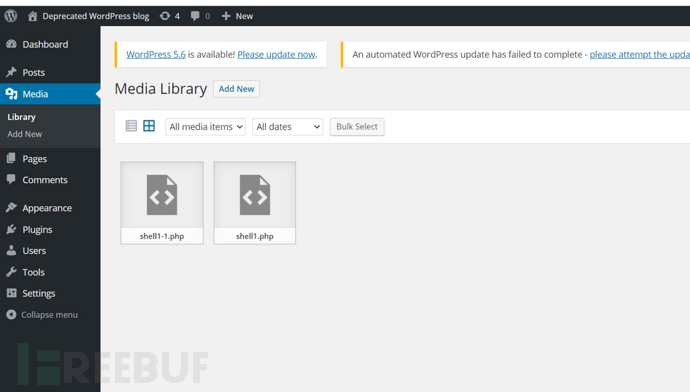 Deprecated WordPress blog 4 0 New
Dashboard
WordPress 5.6 is available! Please update now.
An automated WordPress update has failed to complete - please attempt the upda
Posts
Media
Media Library Add New
Library
Add New
All media items All dates Bulk Select
Pages
Comments
Appearance
Plugins
Users
Tools
Settings
Collapse menu
shell1-1.php shell1.php
FREEBUF